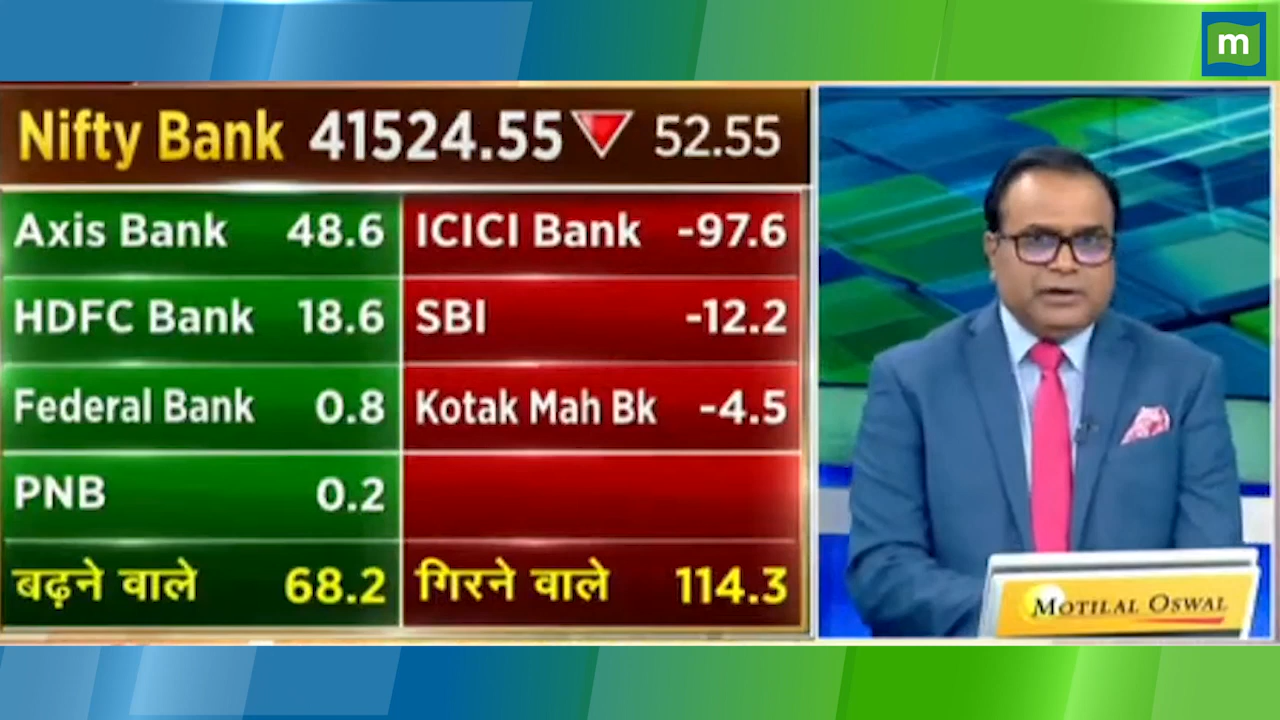 m
Nifty Bank 41524.55 52.55
Axis Bank 48.6 ICICI Bank -97.6
HDFC Bank 18.6 SBI -12.2
Federal Bank 0.8 Kotak Mah Bk -4.5
PNB 0.2
बढ़ने वाले 68.2 गिरने वाले 114.3
MOTILAL OSWAL